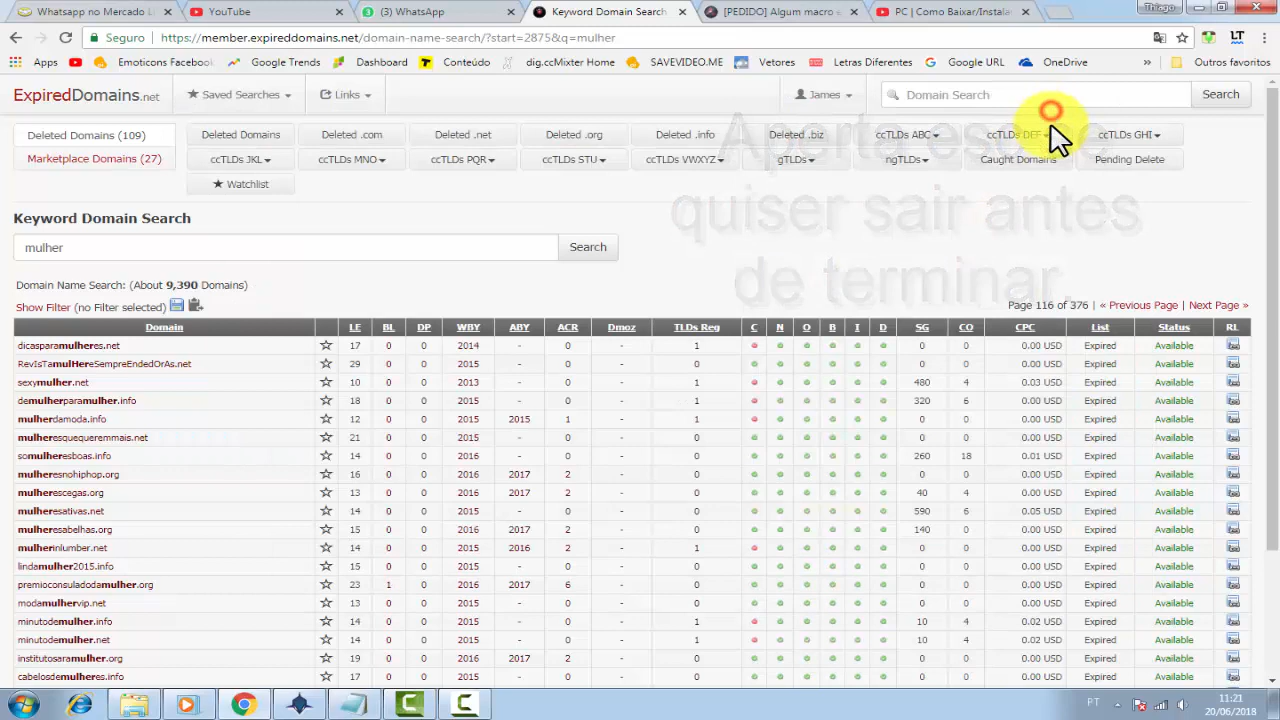 Whatsapp no Mercado Li
YouTube
(3) WhatsApp
Keyword Domain Search
[PEDIDO] Algum macro e
PC | Como Baixar/Instala
Thiago
Seguro
https://member.expireddomains.net/domain-name-search/?start=2875&q=mulher
Apps
Emoticons Facebook
Google Trends
Dashboard
Conteúdo
dig.ccMixter Home
SAVEVIDEO.ME
Vetores
Letras Diferentes
Google URL
OneDrive
»
Outros favoritos
ExpiredDomains.net
Saved Searches
Links
James
Domain Search
Search
Deleted Domains (109)
Deleted Domains
Deleted .com
Deleted .net
Deleted .org
Deleted .info
Deleted .biz
ccTLDs ABC
ccTLDs DEF
ccTLDs GHI
Marketplace Domains (27)
ccTLDs JKL
ccTLDs MNO
ccTLDs PQR
ccTLDs STU
ccTLDs VWXYZ
gTLDs
ngTLDs
Caught Domains
Pending Delete
Watchlist
quiser sair antes
de terminar.
Keyword Domain Search
mulher
Search
Domain Name Search: (About 9,390 Domains)
Show Filter (no Filter selected)
Page 116 of 376 | « Previous Page | Next Page »
Domain LE BL DP WBY ABY ACR Dmoz TLDs Reg C N O B I D SG CO CPC List Status RL
dicasparamulheres.net 17 0 0 2014 - 0 - 1 0 0 0.00 USD Expired Available
RevIsTamulHereSempreEndedOrAs.net 29 0 0 2015 - 0 - 0 0 0 0.00 USD Expired Available
sexymulher.net 10 0 0 2013 - 0 - 1 480 4 0.03 USD Expired Available
demulherparamulher.info 18 0 0 2015 - 0 - 1 320 6 0.00 USD Expired Available
mulherdamoda.info 12 0 0 2015 2015 1 - 1 0 0 0.00 USD Expired Available
mulheresquequeremmais.net 21 0 0 2015 - 0 - 0 0 0 0.00 USD Expired Available
somulheresboas.info 14 0 0 2016 - 0 - 0 260 18 0.01 USD Expired Available
mulheresnohiphop.org 16 0 0 2016 2017 2 - 0 0 0 0.00 USD Expired Available
mulherescegas.org 13 0 0 2016 2017 2 - 0 40 4 0.00 USD Expired Available
mulheresativas.net 14 0 0 2015 - 0 - 0 590 6 0.05 USD Expired Available
mulheresabelhas.org 15 0 0 2016 2017 2 - 0 140 0 0.00 USD Expired Available
mulherinlumber.net 14 0 0 2015 2016 2 - 1 0 0 0.00 USD Expired Available
lindamulher2015.info 15 0 0 2015 - 0 - 0 0 0 0.00 USD Expired Available
premioconsuladodamulher.org 23 1 0 2016 2017 6 - 0 0 0 0.00 USD Expired Available
modamulhervip.net 13 0 0 2015 - 0 - 0 0 0 0.00 USD Expired Available
minutodemulher.info 14 0 0 2015 - 0 - 1 10 4 0.02 USD Expired Available
minutodemulher.net 14 0 0 2015 - 0 - 1 10 4 0.02 USD Expired Available
institutosaramulher.org 19 0 0 2016 2017 2 - 0 0 0 0.00 USD Expired Available
cabelosdemulheres.info 17 0 0 2015 - 0 - 0 0 0 0.00 USD Expired Available
PT
11:21
20/06/2018